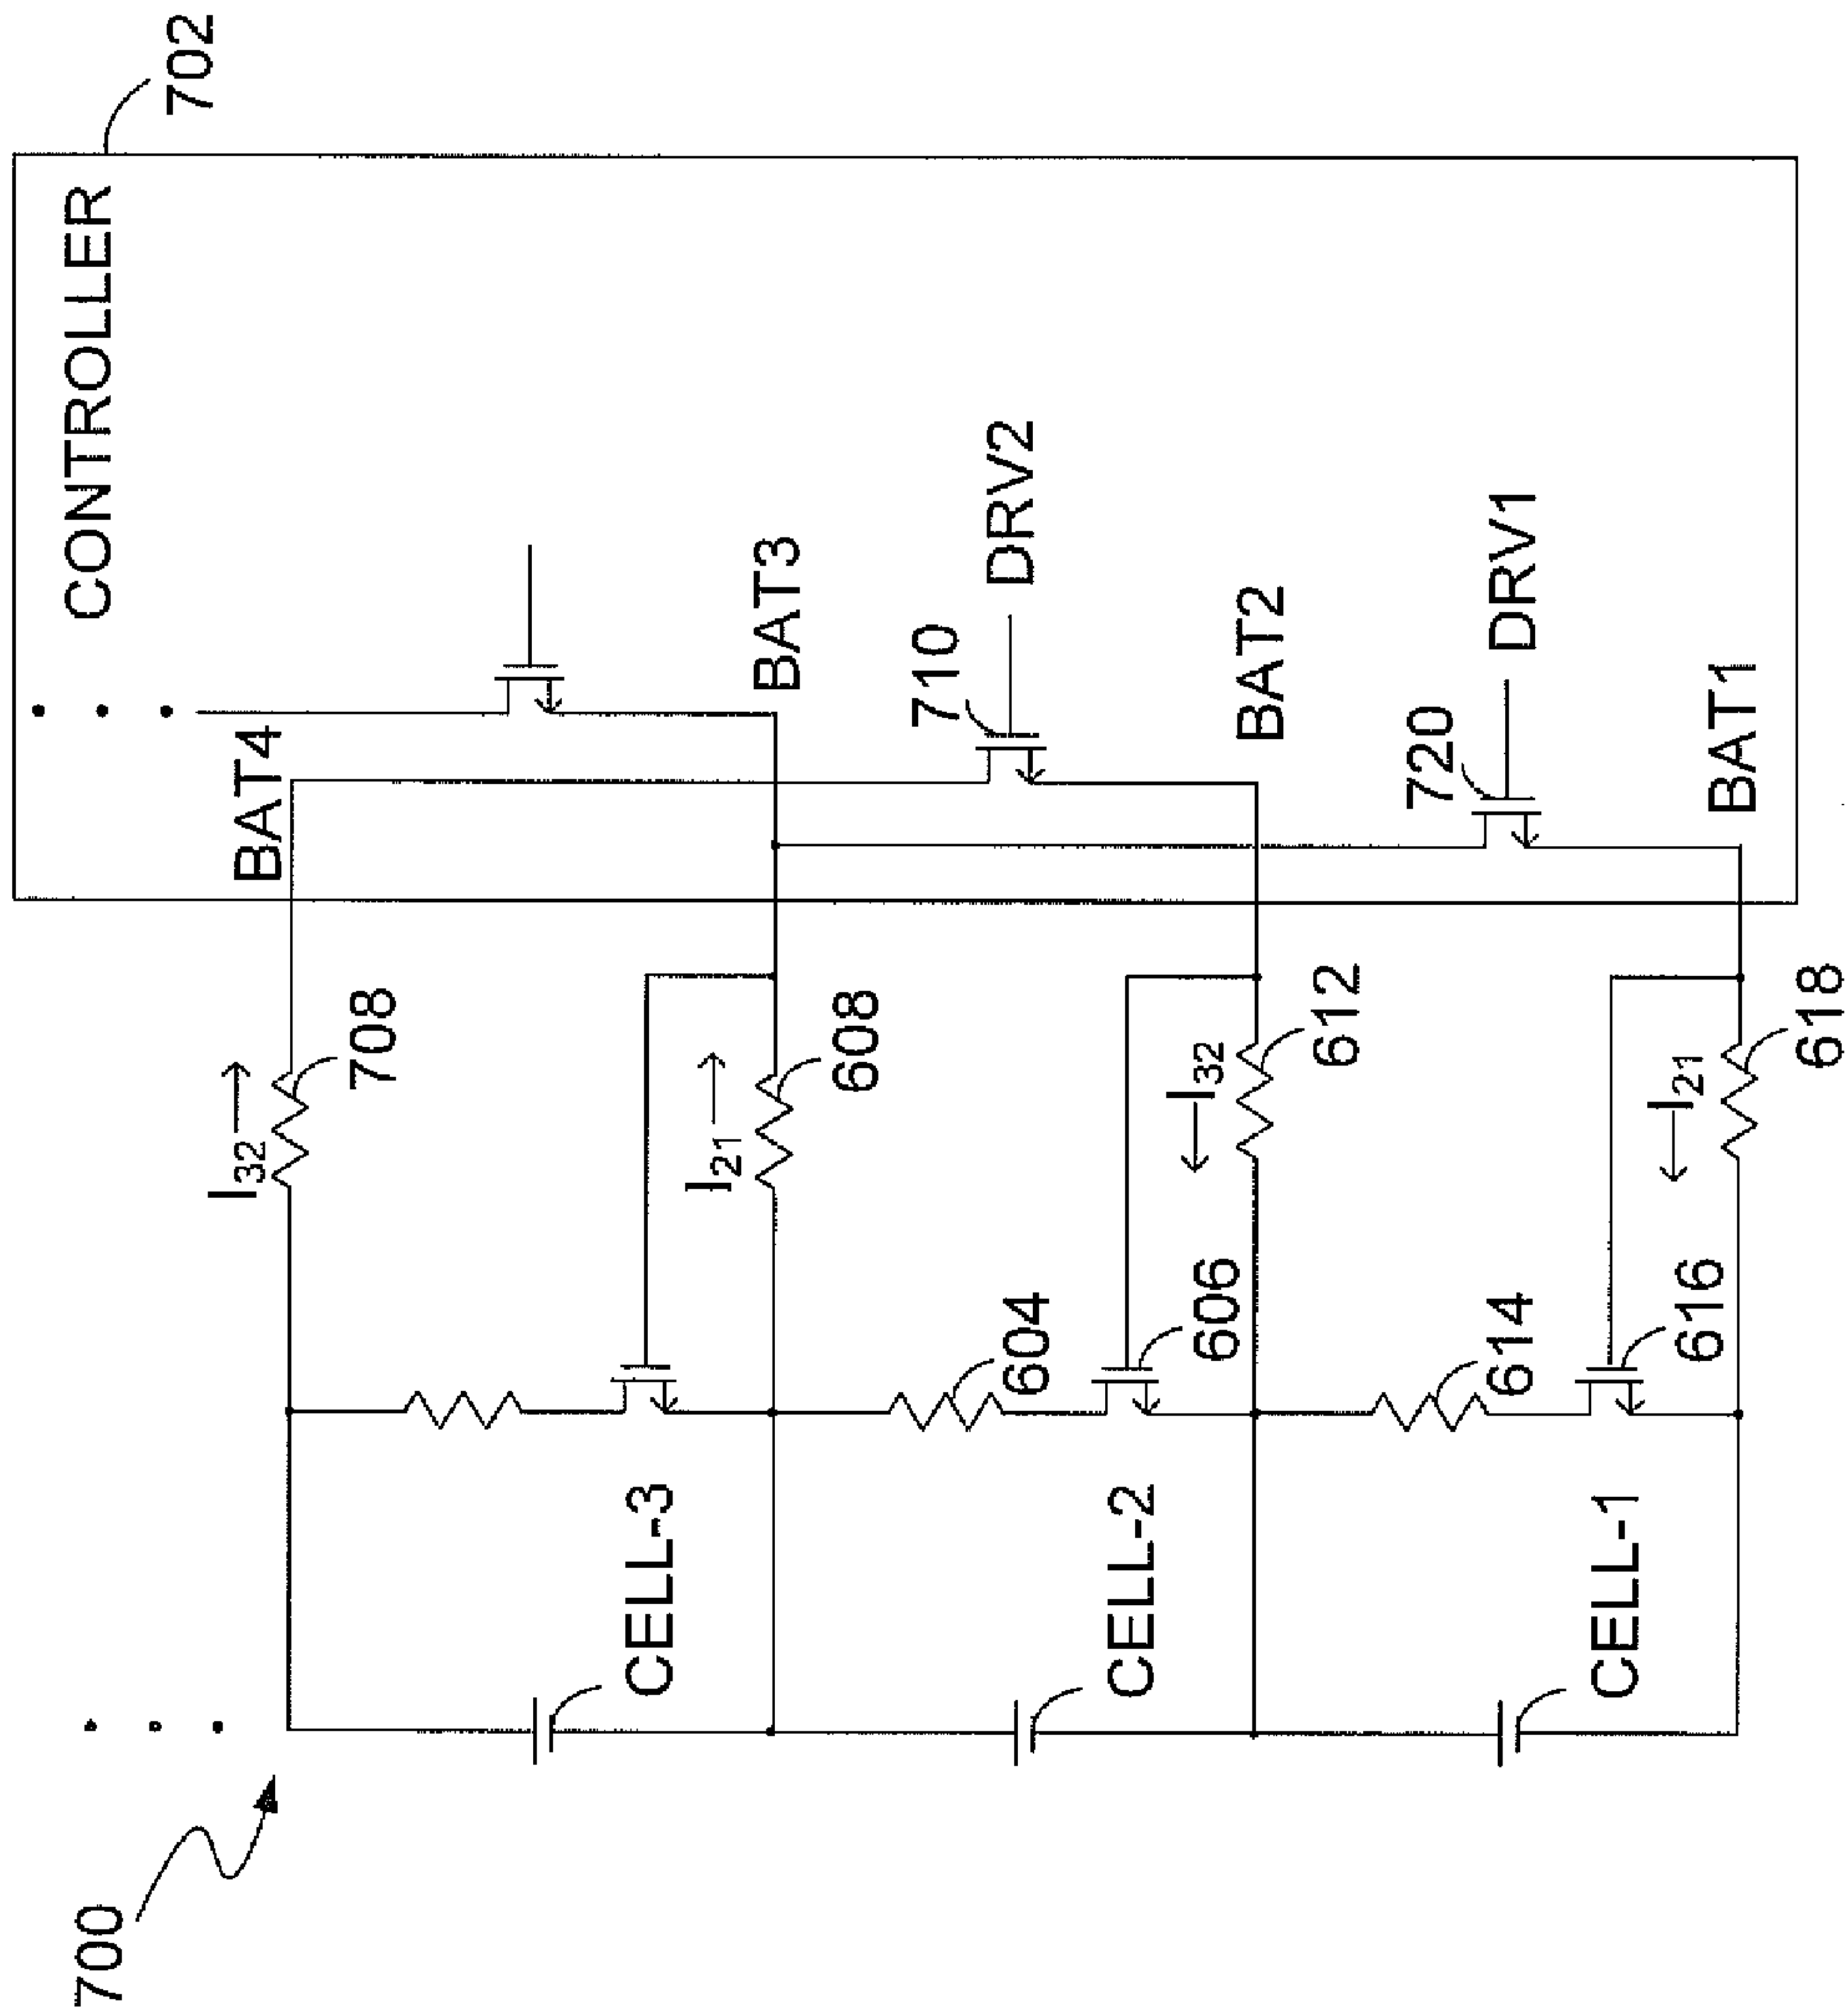 700
702
CONTROLLER
BAT4
I32
708
BAT3
CELL-3
I21
608
710
DRV2
604
BAT2
CELL-2
606
I32
612
720
DRV1
614
BAT1
CELL-1
616
I21
618